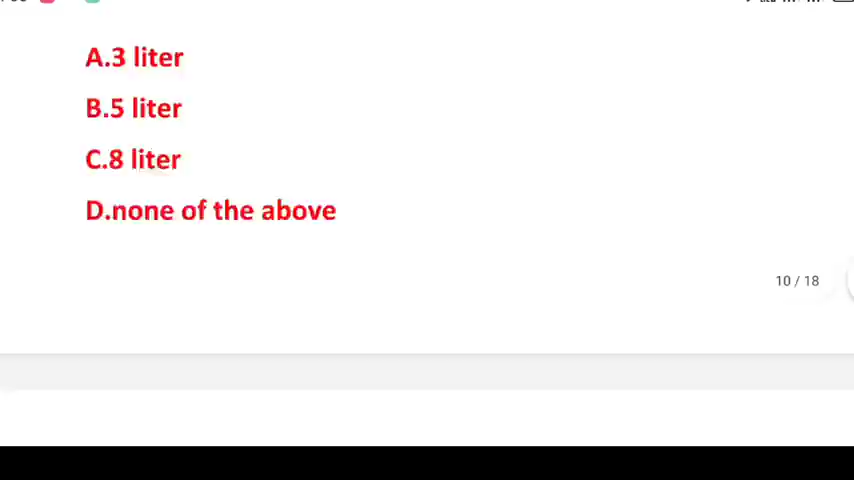 A.3 liter
B.5 liter
C.8 liter
D.none of the above
10 / 18